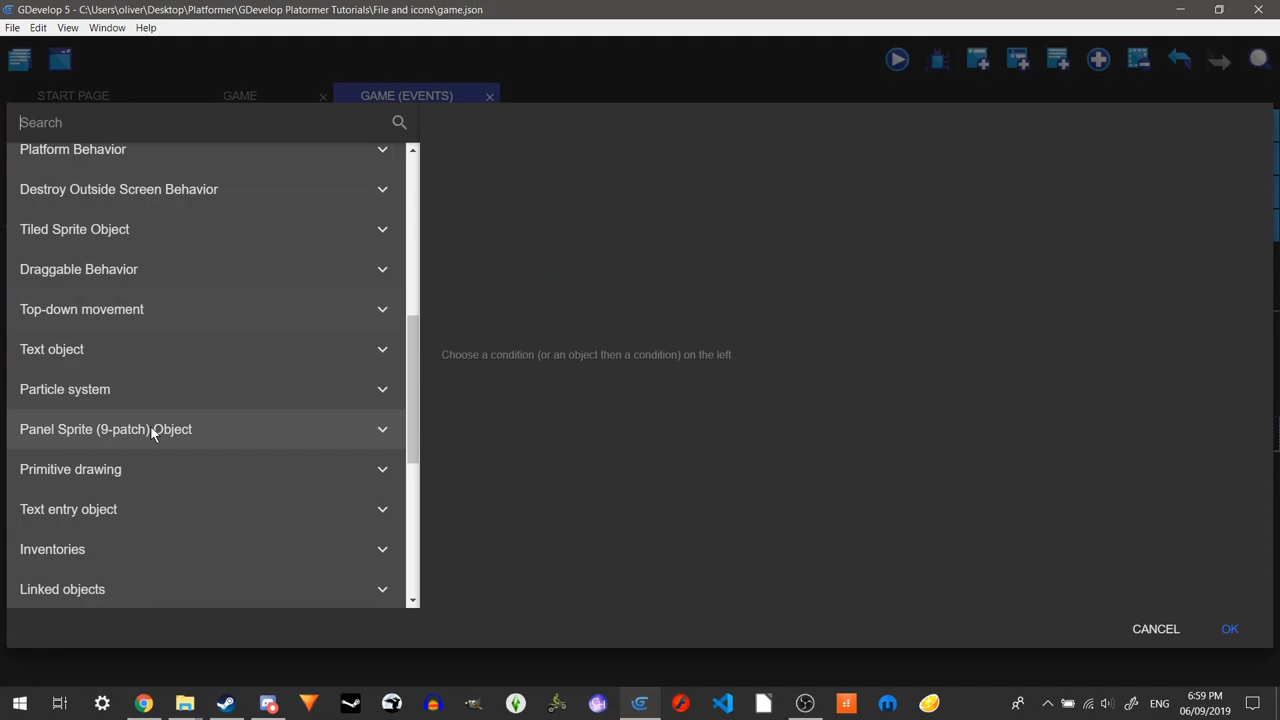 GDevelop 5 - C:\Users\oliver\Desktop\Platformer\GDevelop Platormer Tutorials\File and icons\game.json
File Edit View Window Help
START PAGE GAME GAME (EVENTS)
Search
Platform Behavior
Destroy Outside Screen Behavior
Tiled Sprite Object
Draggable Behavior
Top-down movement
Text object
Choose a condition (or an object then a condition) on the left
Particle system
Panel Sprite (9-patch) Object
Primitive drawing
Text entry object
Inventories
Linked objects
CANCEL OK
ENG
6:59 PM
06/09/2019